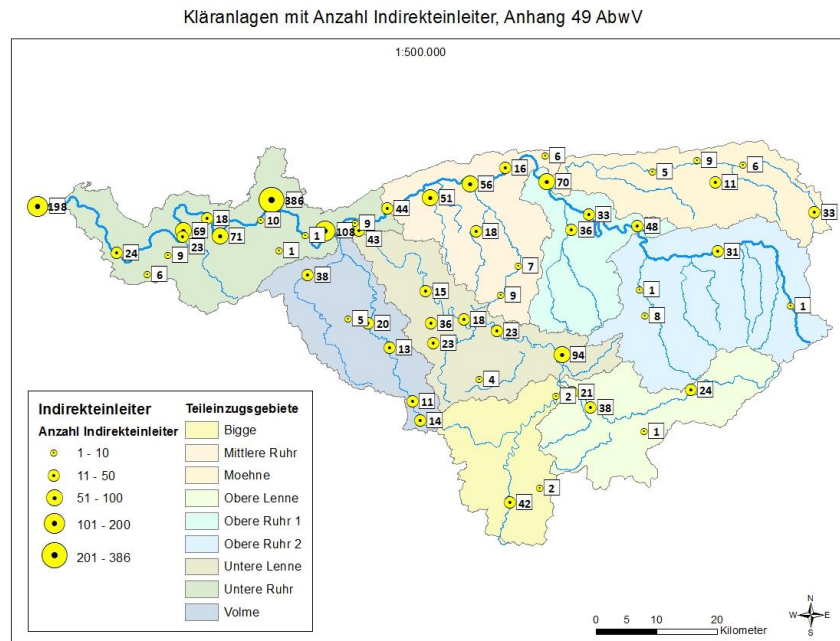 Kläranlagen mit Anzahl Indirekteinleiter, Anhang 49 AbwV
1:500.000
6
16
9
5
6
70
56
11
386
51
198
44
33
33
18
10
9
48
69
108
43
36
18
23
71
1
24
9
1
31
6
38
7
15
1
9
1
5
20
36
18
8
23
23
13
94
4
21
24
2
11
38
14
1
2
42
Indirekteinleiter
Anzahl Indirekteinleiter
1 - 10
11 - 50
51 - 100
101 - 200
201 - 386
Teileinzugsgebiete
Bigge
Mittlere Ruhr
Moehne
Obere Lenne
Obere Ruhr 1
Obere Ruhr 2
Untere Lenne
Untere Ruhr
Volme
N
W E
S
0 5 10 20
Kilometer